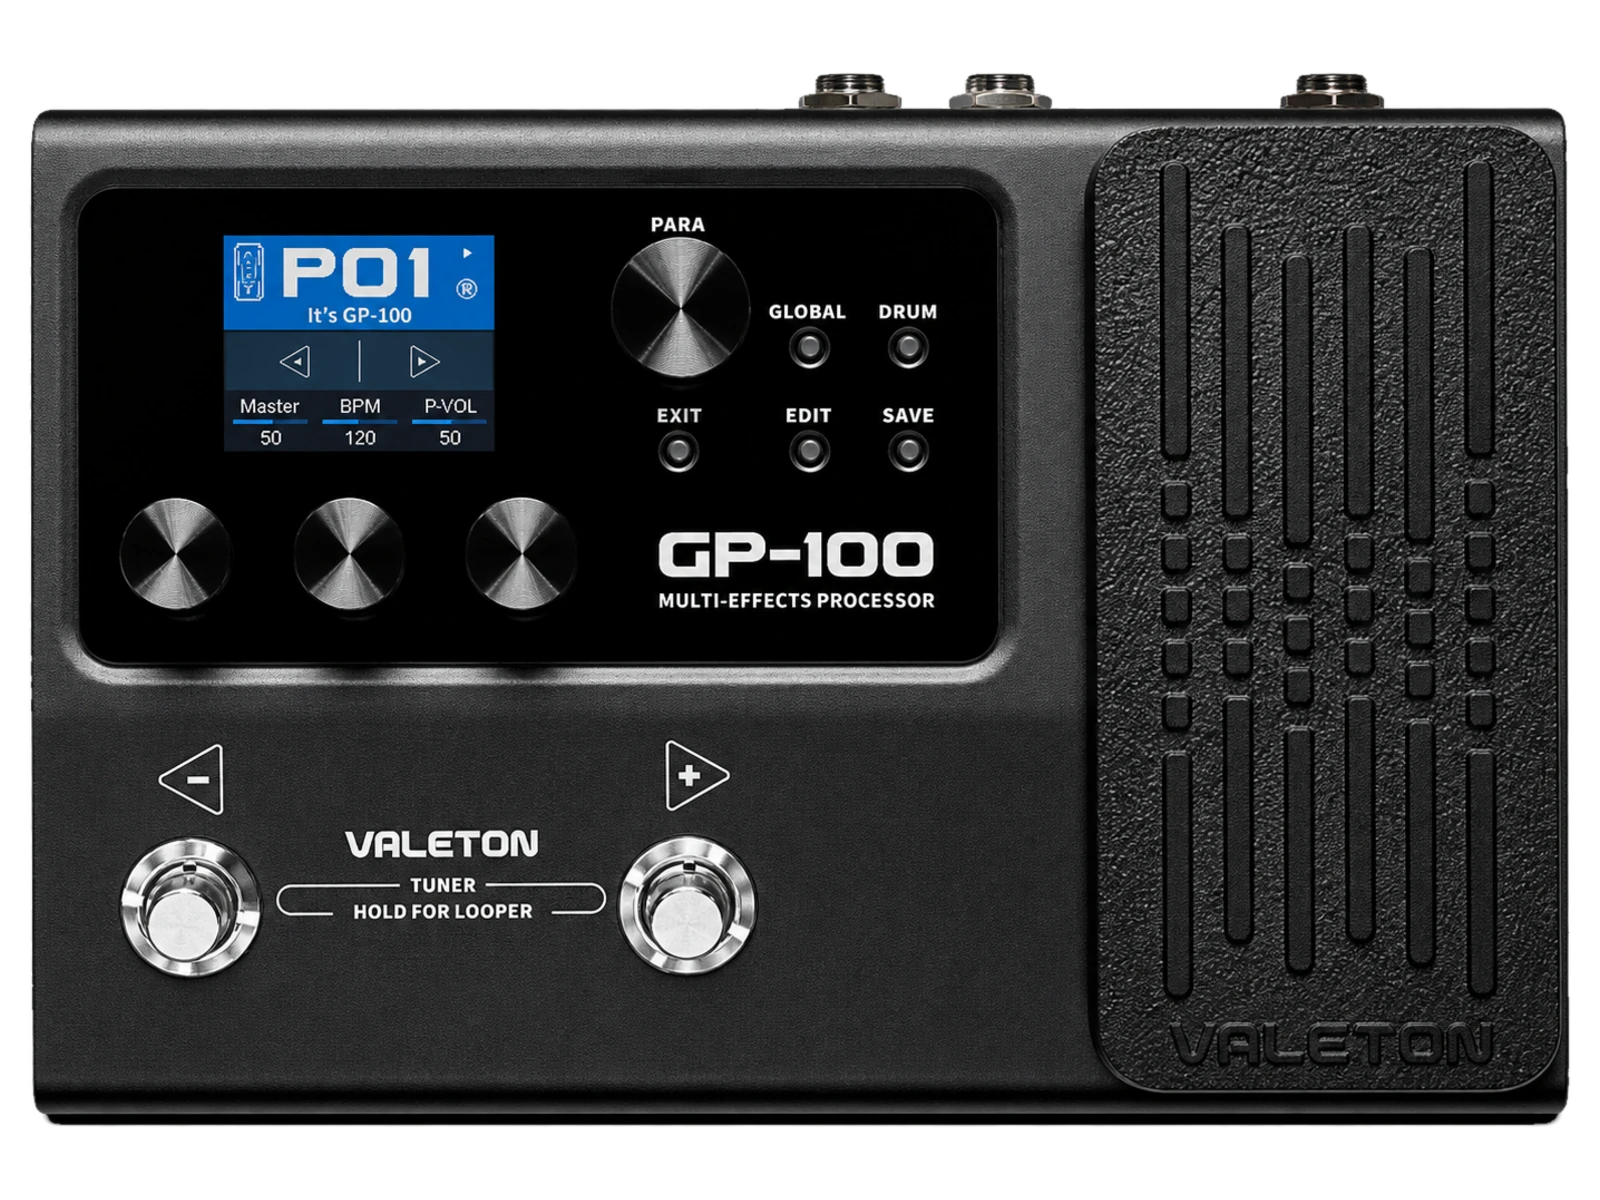 P01
It's GP-100
Master BPM P-VOL
50 120 50
PARA
GLOBAL DRUM
EXIT EDIT SAVE
GP-100
MULTI-EFFECTS PROCESSOR
- +
VALETON
TUNER
HOLD FOR LOOPER
VALETON